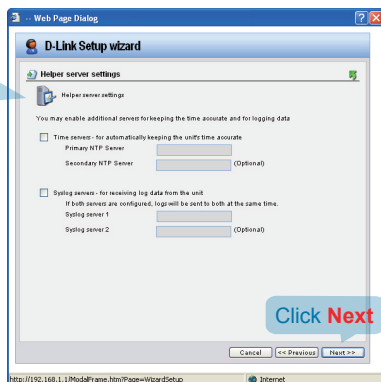 -- Web Page Dialog
D-Link Setup wizard
Helper server settings
Helper server settings
You may enable additional servers for keeping the time accurate and for logging data
Time servers - for automatically keeping the unit's time accurate
Primary NTP Server
Secondary NTP Server (Optional)
Syslog servers - for receiving log data from the unit
If both servers are configured, logs will be sent to both at the same time.
Syslog server 1
Syslog server 2 (Optional)
Click Next
Cancel << Previous Next >>
http://192.168.1.1/ModalFrame.htm?Page=WizardSetup Internet